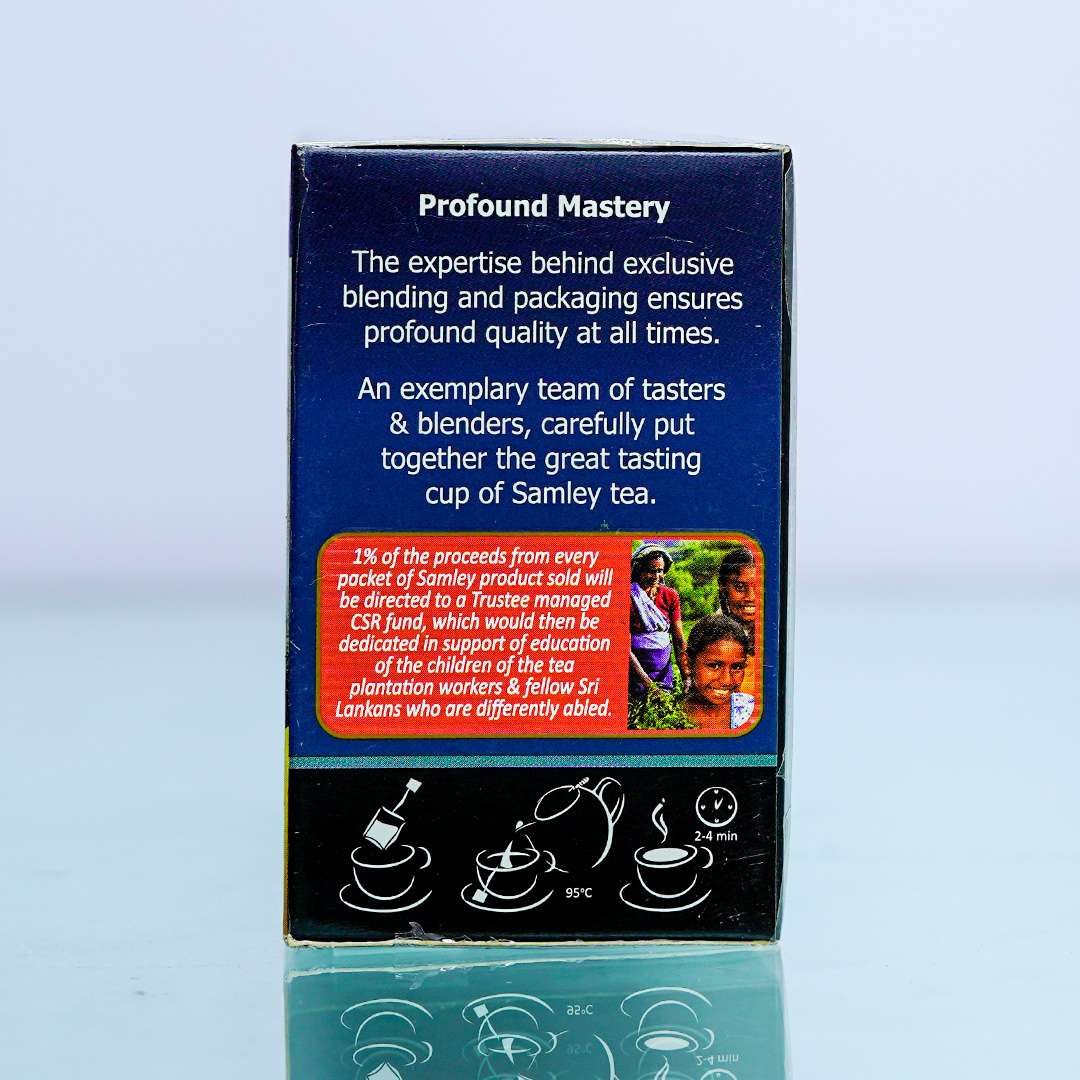 Profound Mastery
The expertise behind exclusive
blending and packaging ensures
profound quality at all times.
An exemplary team of tasters
& blenders, carefully put
together the great tasting
cup of Samley tea.
1% of the proceeds from every
packet of Samley product sold will
be directed to a Trustee managed
CSR fund, which would then be
dedicated in support of education
of the children of the tea
plantation workers & fellow Sri
Lankans who are differently abled.
2-4 min
95°C